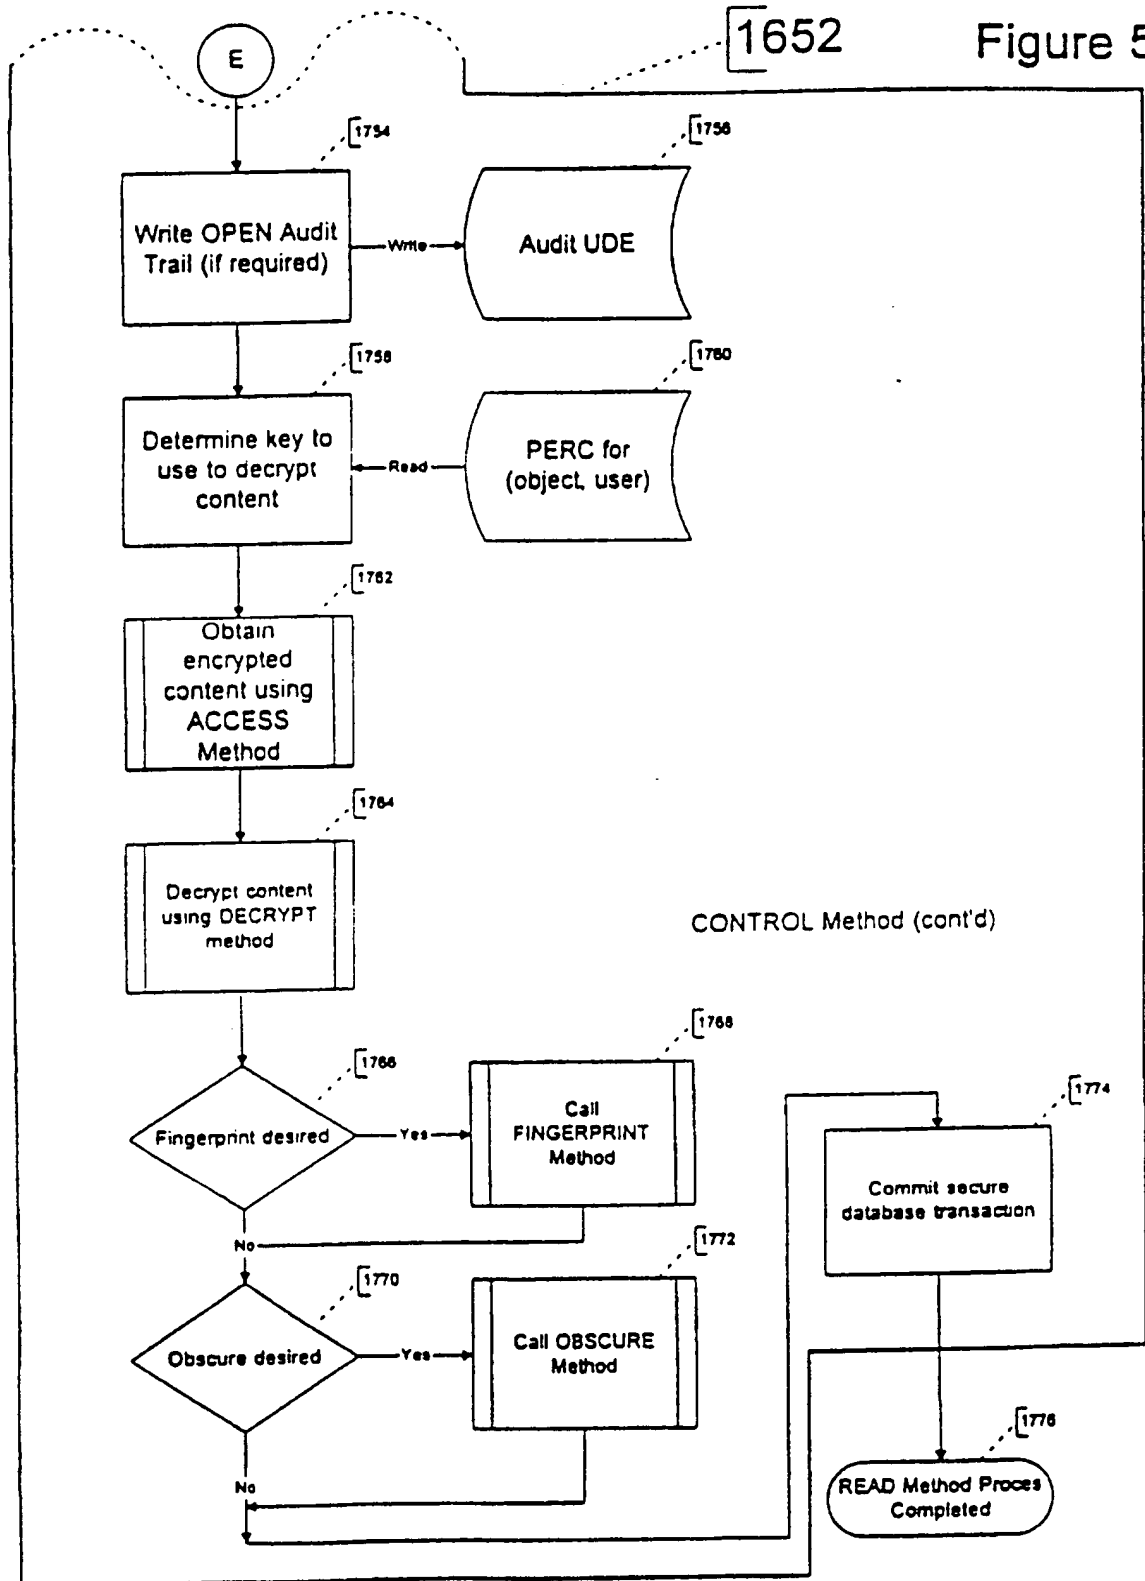 1652
Figure 5
E
1754
1756
Write OPEN Audit
Trail (if required)
Write
Audit UDE
1758
1760
Determine key to
use to decrypt
content
Read
PERC for
(object, user)
1762
Obtain
encrypted
content using
ACCESS
Method
1764
Decrypt content
using DECRYPT
method
CONTROL Method (cont'd)
1766
1768
Fingerprint desired
Yes
Call
FINGERPRINT
Method
No
1774
Commit secure
database transaction
1770
1772
Obscure desired
Yes
Call OBSCURE
Method
No
1776
READ Method Proces
Completed